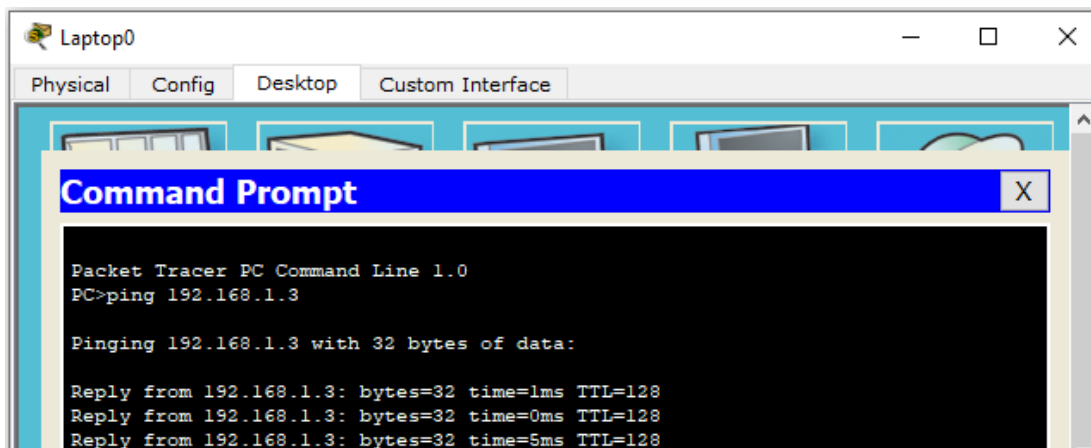 Laptop0
Physical Config Desktop Custom Interface
Command Prompt
X
Packet Tracer PC Command Line 1.0
PC>ping 192.168.1.3
Pinging 192.168.1.3 with 32 bytes of data:
Reply from 192.168.1.3: bytes=32 time=1ms TTL=128
Reply from 192.168.1.3: bytes=32 time=0ms TTL=128
Reply from 192.168.1.3: bytes=32 time=5ms TTL=128